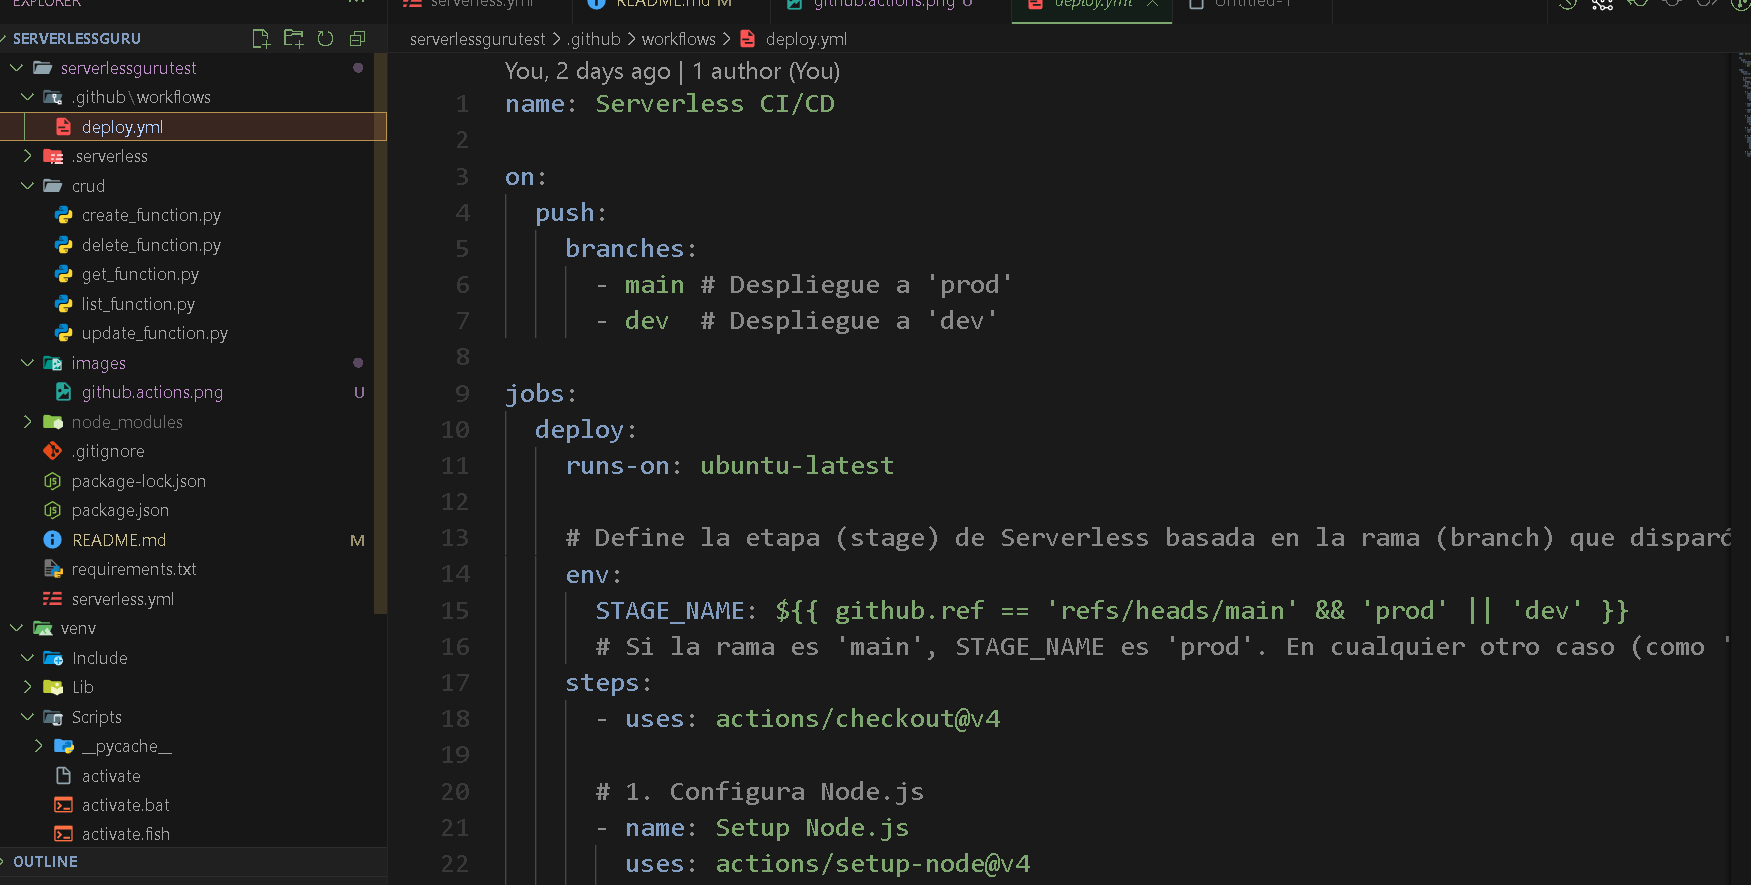 EXPLORER
SERVERLESSGURU
serverlessgurutest
.github\workflows
deploy.yml
.serverless
crud
create_function.py
delete_function.py
get_function.py
list_function.py
update_function.py
images
github.actions.png U
node_modules
.gitignore
package-lock.json
package.json
README.md M
requirements.txt
serverless.yml
venv
Include
Lib
Scripts
__pycache__
activate
activate.bat
activate.fish
OUTLINE
serverless.yml
README.md M
github.actions.png U
deploy.yml
Untitled-1
serverlessgurutest > .github > workflows > deploy.yml
You, 2 days ago | 1 author (You)
1 name: Serverless CI/CD
2
3 on:
4 push:
5 branches:
6 - main # Despliegue a 'prod'
7 - dev # Despliegue a 'dev'
8
9 jobs:
10 deploy:
11 runs-on: ubuntu-latest
12
13 # Define la etapa (stage) de Serverless basada en la rama (branch) que disparó
14 env:
15 STAGE_NAME: ${{ github.ref == 'refs/heads/main' && 'prod' || 'dev' }}
16 # Si la rama es 'main', STAGE_NAME es 'prod'. En cualquier otro caso (como '
17 steps:
18 - uses: actions/checkout@v4
19
20 # 1. Configura Node.js
21 - name: Setup Node.js
22 uses: actions/setup-node@v4